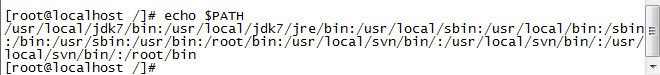 [root@localhost /]# echo $PATH
/usr/local/jdk7/bin:/usr/local/jdk7/jre/bin:/usr/local/sbin:/usr/local/bin:/sbin
:/bin:/usr/sbin:/usr/bin:/root/bin:/usr/local/svn/bin/:/usr/local/svn/bin/:/usr/
local/svn/bin/:/root/bin
[root@localhost /]#